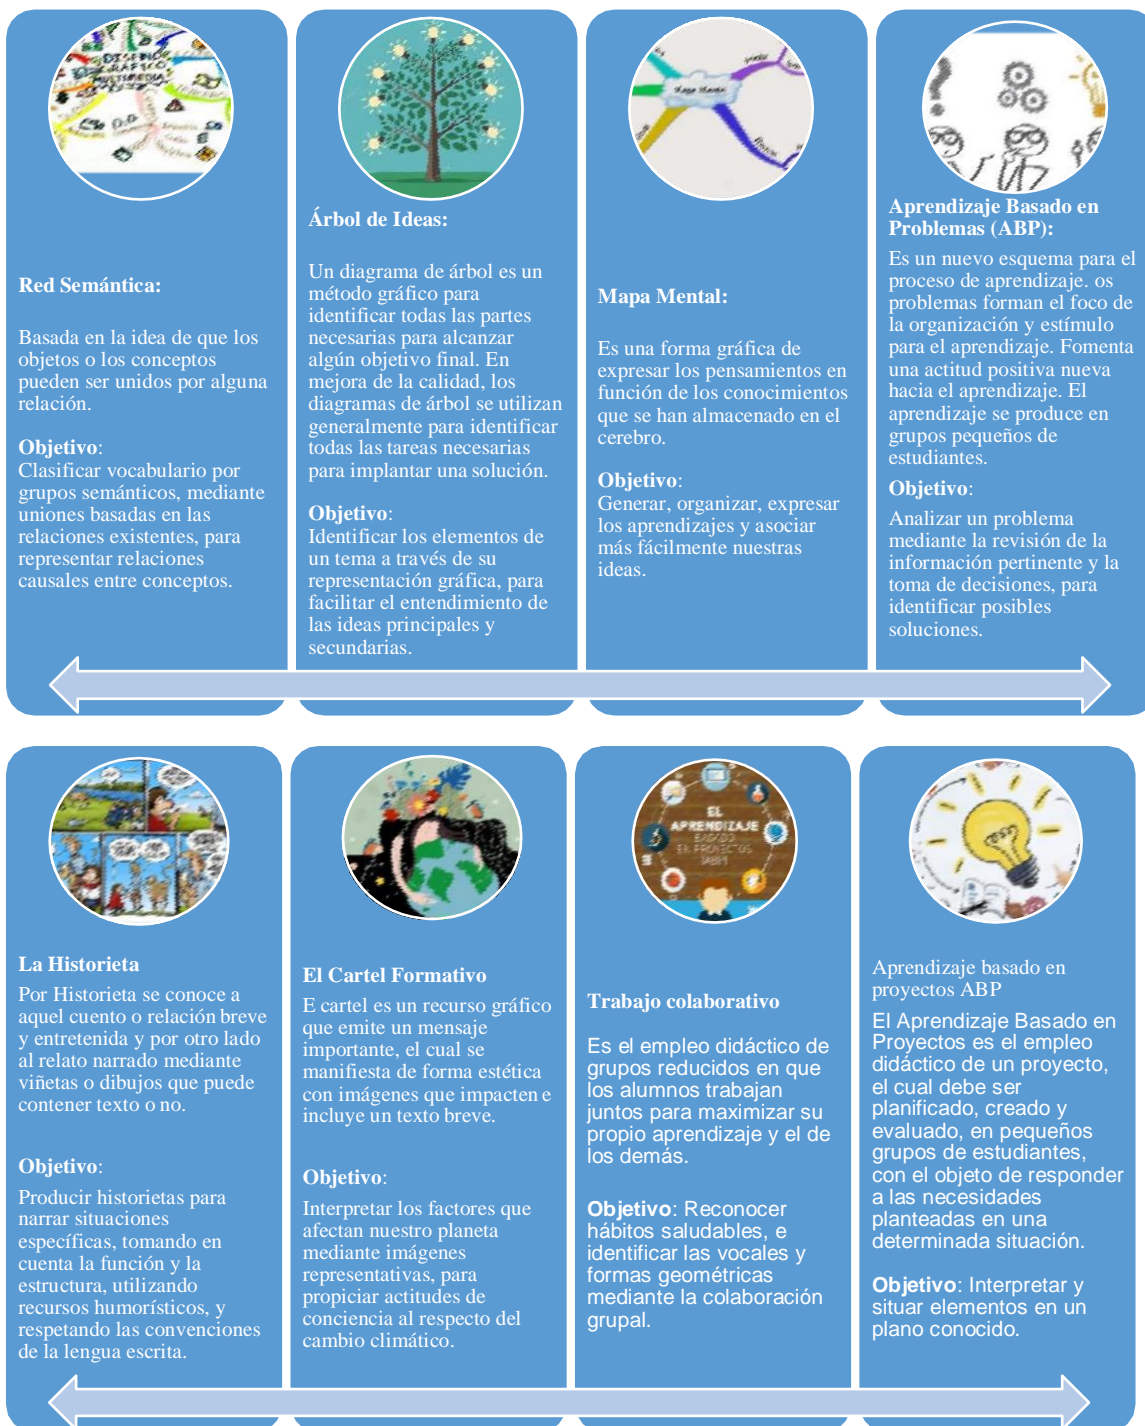 DISEÑO
GRÁFICO
MULTIMEDIA
Red Semántica:
Basada en la idea de que los
objetos o los conceptos
pueden ser unidos por alguna
relación.
Objetivo:
Clasificar vocabulario por
grupos semánticos, mediante
uniones basadas en las
relaciones existentes, para
representar relaciones
causales entre conceptos.
Árbol de Ideas:
Un diagrama de árbol es un
método gráfico para
identificar todas las partes
necesarias para alcanzar
algún objetivo final. En
mejora de la calidad, los
diagramas de árbol se utilizan
generalmente para identificar
todas las tareas necesarias
para implantar una solución.
Objetivo:
Identificar los elementos de
un tema a través de su
representación gráfica, para
facilitar el entendimiento de
las ideas principales y
secundarias.
Mapa Mental
Mapa Mental:
Es una forma gráfica de
expresar los pensamientos en
función de los conocimientos
que se han almacenado en el
cerebro.
Objetivo:
Generar, organizar, expresar
los aprendizajes y asociar
más fácilmente nuestras
ideas.
Aprendizaje Basado en
Problemas (ABP):
Es un nuevo esquema para el
proceso de aprendizaje. os
problemas forman el foco de
la organización y estímulo
para el aprendizaje. Fomenta
una actitud positiva nueva
hacia el aprendizaje. El
aprendizaje se produce en
grupos pequeños de
estudiantes.
Objetivo:
Analizar un problema
mediante la revisión de la
información pertinente y la
toma de decisiones, para
identificar posibles
soluciones.
La Historieta
Por Historieta se conoce a
aquel cuento o relación breve
y entretenida y por otro lado
al relato narrado mediante
viñetas o dibujos que puede
contener texto o no.
Objetivo:
Producir historietas para
narrar situaciones
específicas, tomando en
cuenta la función y la
estructura, utilizando
recursos humorísticos, y
respetando las convenciones
de la lengua escrita.
El Cartel Formativo
E cartel es un recurso gráfico
que emite un mensaje
importante, el cual se
manifiesta de forma estética
con imágenes que impacten e
incluye un texto breve.
Objetivo:
Interpretar los factores que
afectan nuestro planeta
mediante imágenes
representativas, para
propiciar actitudes de
conciencia al respecto del
cambio climático.
EL
APRENDIZAJE
BASADO
EN PROYECTOS
Trabajo colaborativo
Es el empleo didáctico de
grupos reducidos en que
los alumnos trabajan
juntos para maximizar su
propio aprendizaje y el de
los demás.
Objetivo: Reconocer
hábitos saludables, e
identificar las vocales y
formas geométricas
mediante la colaboración
grupal.
Aprendizaje basado en
proyectos ABP
El Aprendizaje Basado en
Proyectos es el empleo
didáctico de un proyecto,
el cual debe ser
planificado, creado y
evaluado, en pequeños
grupos de estudiantes,
con el objeto de responder
a las necesidades
planteadas en una
determinada situación.
Objetivo: Interpretar y
situar elementos en un
plano conocido.